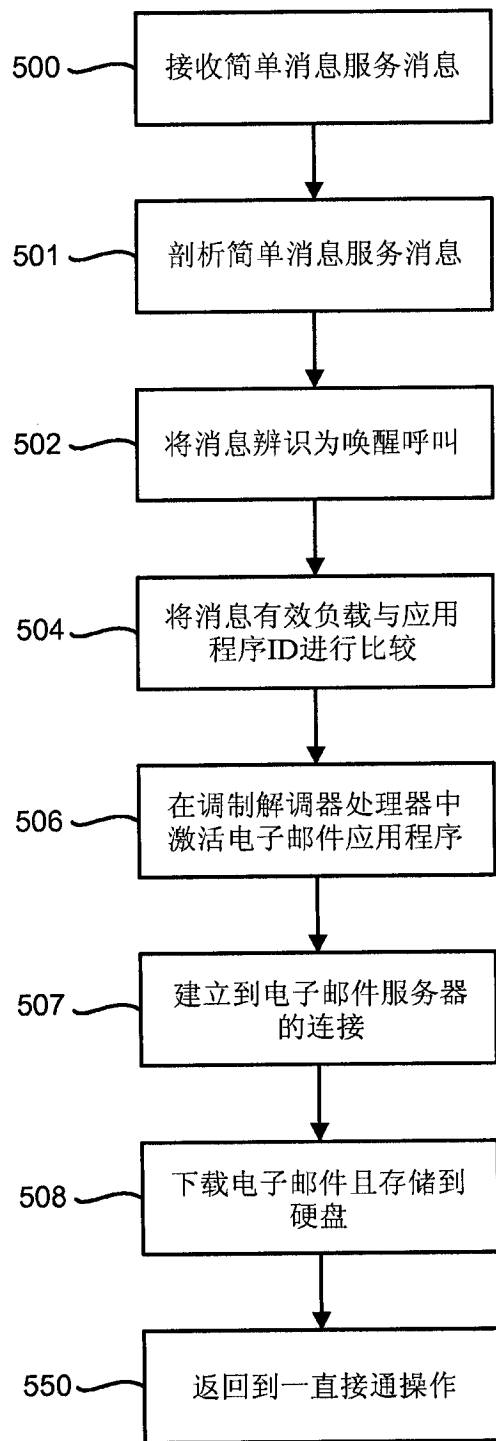 500
接收简单消息服务消息
501
剖析简单消息服务消息
502
将消息辨识为唤醒呼叫
504
将消息有效负载与应用
程序ID进行比较
506
在调制解调器处理器中
激活电子邮件应用程序
507
建立到电子邮件服务器
的连接
508
下载电子邮件且存储到
硬盘
550
返回到一直接通操作